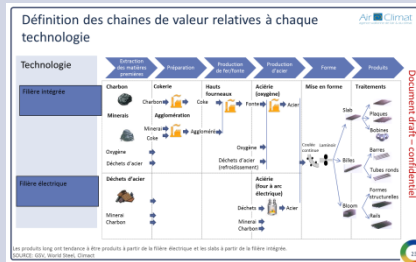 Définition des chaines de valeur relatives à chaque
technologie
Air Climat
Technologie
Extraction
des matières
premières
Préparation
Production
de fer/fonte
Production
d'acier
Forme
Produits
Filière intégrée
Charbon
Cokerie
Charbon
Coke
Hauts
fourneaux
Fonte
Aciérie
(oxygène)
Acier
Mise en forme
Traitements
Minerais
Agglomération
Minerai
Coke
Aggloméré
Oxygène
Déchets d'acier
Oxygène
Déchets d'acier
(refroidissement)
Coulée
continue
Laminoir
Slab
Plaques
Bobines
Billes
Barres
Tubes ronds
Bloom
Formes
structurelles
Rails
Filière électrique
Déchets d'acier
Minerai
Charbon
Aciérie
(four à arc
électrique)
Déchets
Acier
Minerai
Charbon
Document draft – confidentiel
Les produits long ont tendance à être produits à partir de la filière électrique et les slabs à partir de la filière intégrée.
SOURCE: GSV, World Steel, Climact